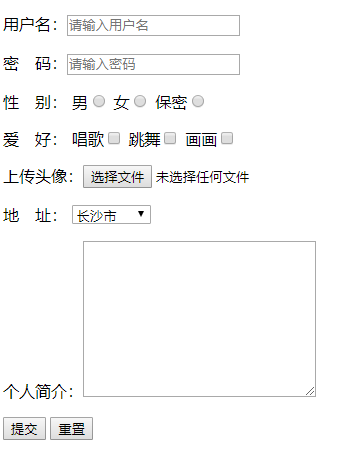 用户名：请输入用户名
密　码：请输入密码
性　别：男 女 保密
爱　好：唱歌 跳舞 画画
上传头像：选择文件 未选择任何文件
地　址：长沙市
个人简介：
提交 重置